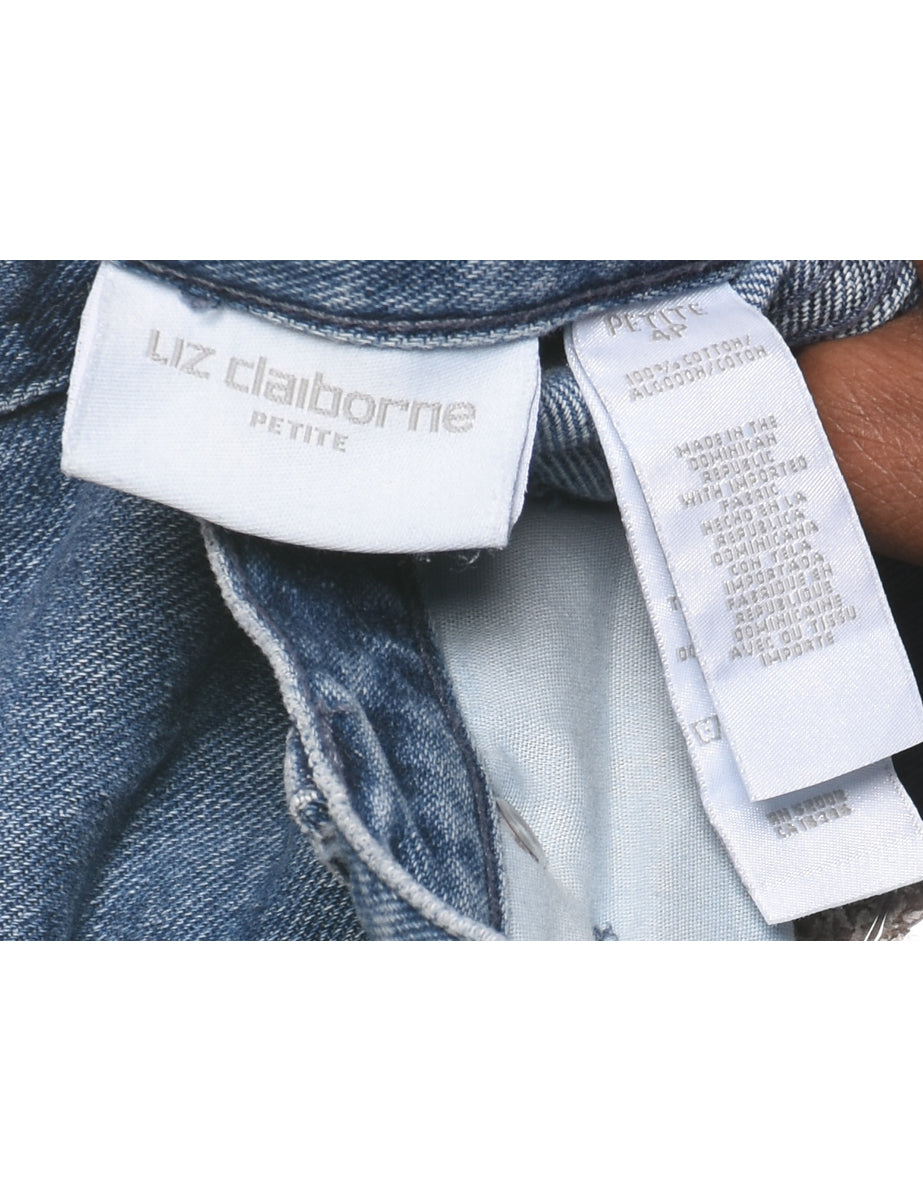 LIZ claiborne
PETITE
PETITE
4P
100% COTTON/
ALGODON/COTON
MADE IN THE
DOMINICAN
REPUBLIC
WITH IMPORTED
FABRIC
HECHO EN LA
REPUBLICA
DOMINICANA
CON TELA
IMPORTADA
FABRIQUE EN
REPUBLIQUE
DOMINICAINE
AVEC DU TISSU
IMPORTE